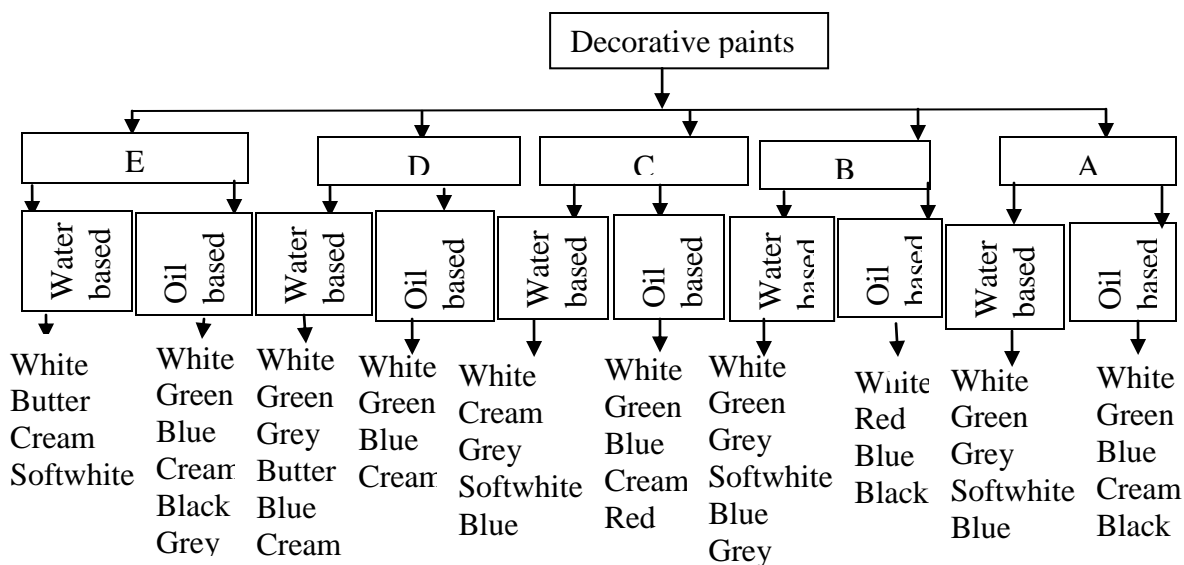 Decorative paints
E
D
C
B
A
Water based
Oil based
Water based
Oil based
Water based
Oil based
Water based
Oil based
Water based
Oil based
White
Butter
Cream
Softwhite
White
Green
Blue
Cream
Black
Grey
White
Green
Grey
Butter
Blue
Cream
White
Green
Blue
Cream
White
Cream
Grey
Softwhite
Blue
White
Green
Blue
Cream
Red
White
Green
Grey
Softwhite
Blue
Grey
White
Red
Blue
Black
White
Green
Grey
Softwhite
Blue
White
Green
Blue
Cream
Black